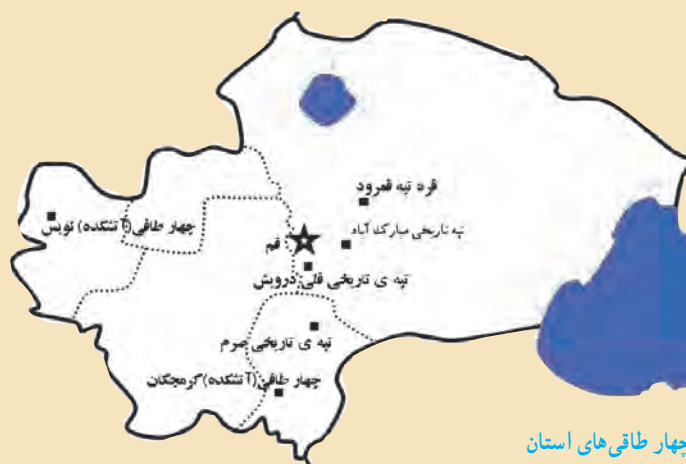 قره تپه قمرود
تپه تاریخی مبارک آباد
چهار طاقی(آتشکده) نویس
قم
تپه ی تاریخی قلی درویش
تپه ی تاریخی صرم
چهار طاقی(آتشکده)کرمجگان
چهار طاقی‌های استان